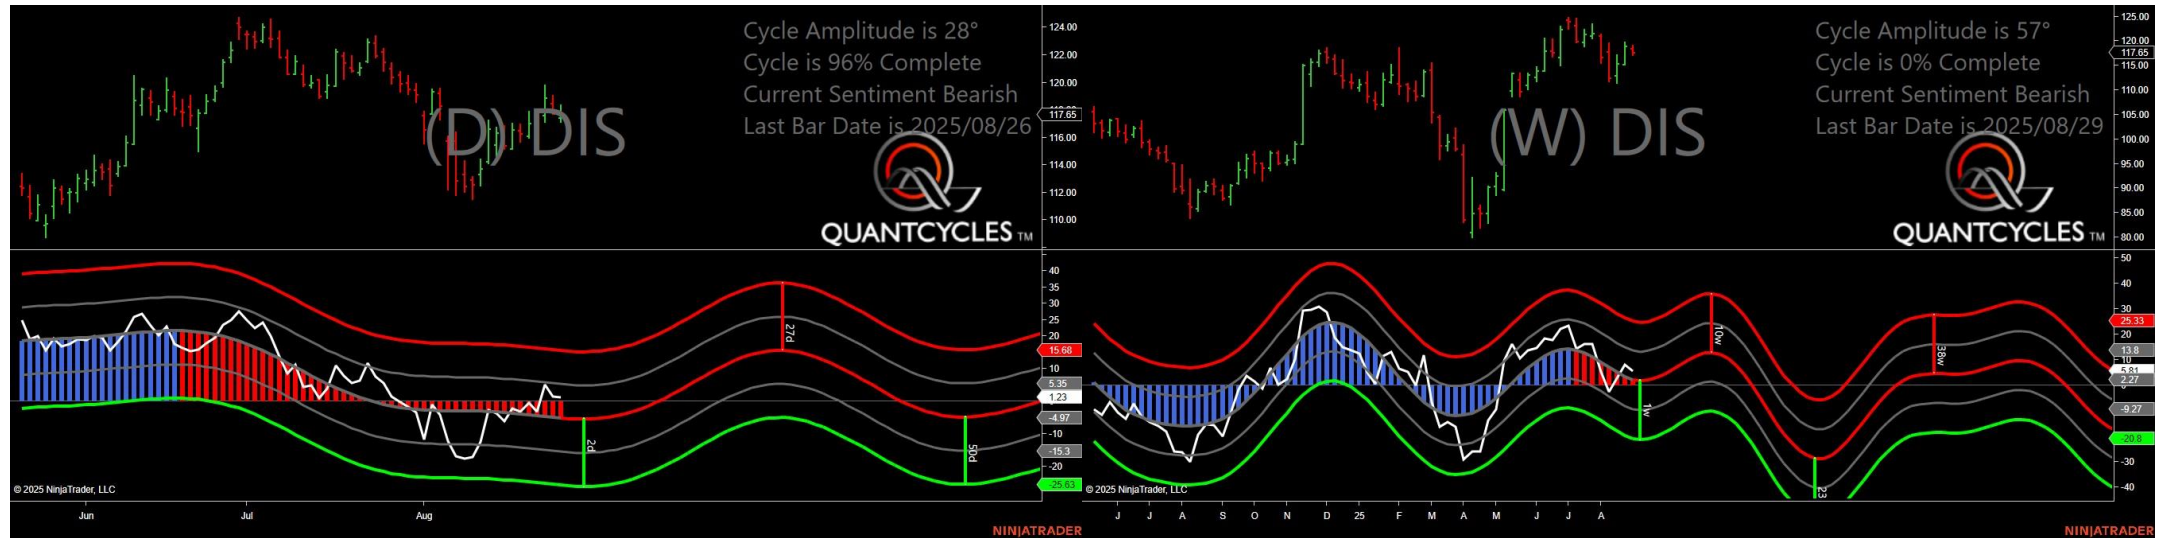 Cycle Amplitude is 28°
Cycle is 96% Complete
Current Sentiment Bearish
Last Bar Date is 2025/08/26
(D) DIS
QUANTCYCLES TM
124.00
122.00
120.00
117.65
116.00
114.00
112.00
110.00
40
35
30
25
20
15.68
10
5.35
1.23
-4.97
-10
-15.3
-20
-25.63
27d
2d
50d
© 2025 NinjaTrader, LLC
Jun
Jul
Aug
NINJATRADER
Cycle Amplitude is 57°
Cycle is 0% Complete
Current Sentiment Bearish
Last Bar Date is 2025/08/29
(W) DIS
QUANTCYCLES TM
125.00
120.00
117.65
115.00
110.00
105.00
100.00
95.00
90.00
85.00
80.00
50
40
30
25.33
20
13.8
10
5.81
2.27
-9.27
-20.8
-30
-40
10w
1w
23
38w
© 2025 NinjaTrader, LLC
J J A S O N D 25 F M A M J J A
NINJATRADER